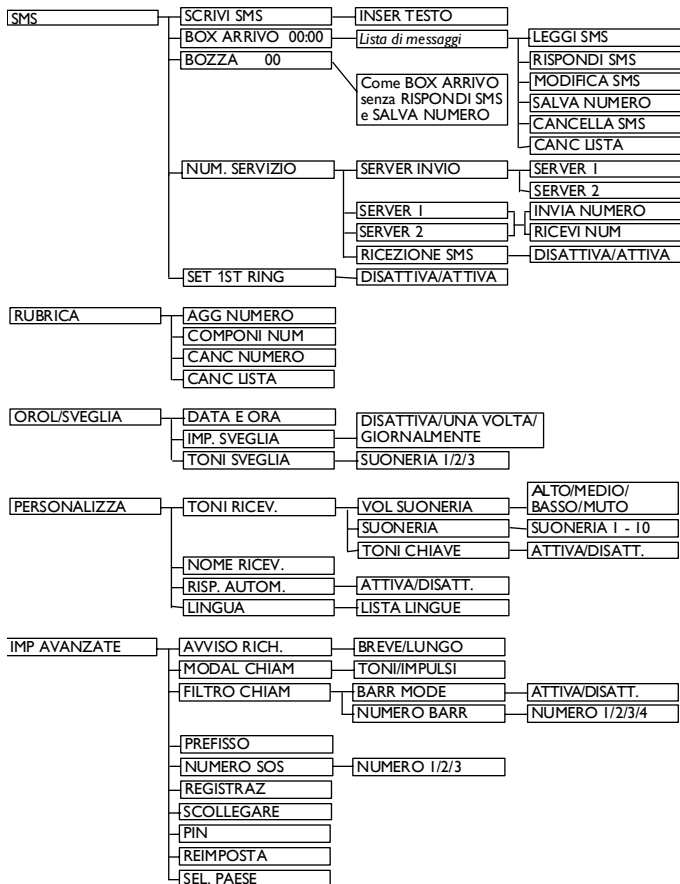 SMS
SCRIVI SMS
INSER TESTO
BOX ARRIVO 00:00
Lista di messaggi
LEGGI SMS
RISPONDI SMS
MODIFICA SMS
SALVA NUMERO
CANCELLA SMS
CANC LISTA
BOZZA 00
Come BOX ARRIVO
senza RISPONDI SMS
e SALVA NUMERO
NUM. SERVIZIO
SERVER INVIO
SERVER 1
SERVER 2
SERVER 1
SERVER 2
INVIA NUMERO
RICEVI NUM
RICEZIONE SMS
DISATTIVA/ATTIVA
SET 1ST RING
DISATTIVA/ATTIVA
RUBRICA
AGG NUMERO
COMPONI NUM
CANC NUMERO
CANC LISTA
OROL/SVEGLIA
DATA E ORA
IMP. SVEGLIA
DISATTIVA/UNA VOLTA/
GIORNALMENTE
TONI SVEGLIA
SUONERIA 1/2/3
PERSONALIZZA
TONI RICEV.
VOL SUONERIA
ALTO/MEDIO/
BASSO/MUTO
SUONERIA
SUONERIA 1 - 10
TONI CHIAVE
ATTIVA/DISATT.
NOME RICEV.
RISP. AUTOM.
ATTIVA/DISATT.
LINGUA
LISTA LINGUE
IMP AVANZATE
AVVISO RICH.
BREVE/LUNGO
MODAL CHIAM
TONI/IMPULSI
FILTRO CHIAM
BARR MODE
ATTIVA/DISATT.
NUMERO BARR
NUMERO 1/2/3/4
PREFISSO
NUMERO SOS
NUMERO 1/2/3
REGISTRAZ
SCOLLEGARE
PIN
REIMPOSTA
SEL. PAESE